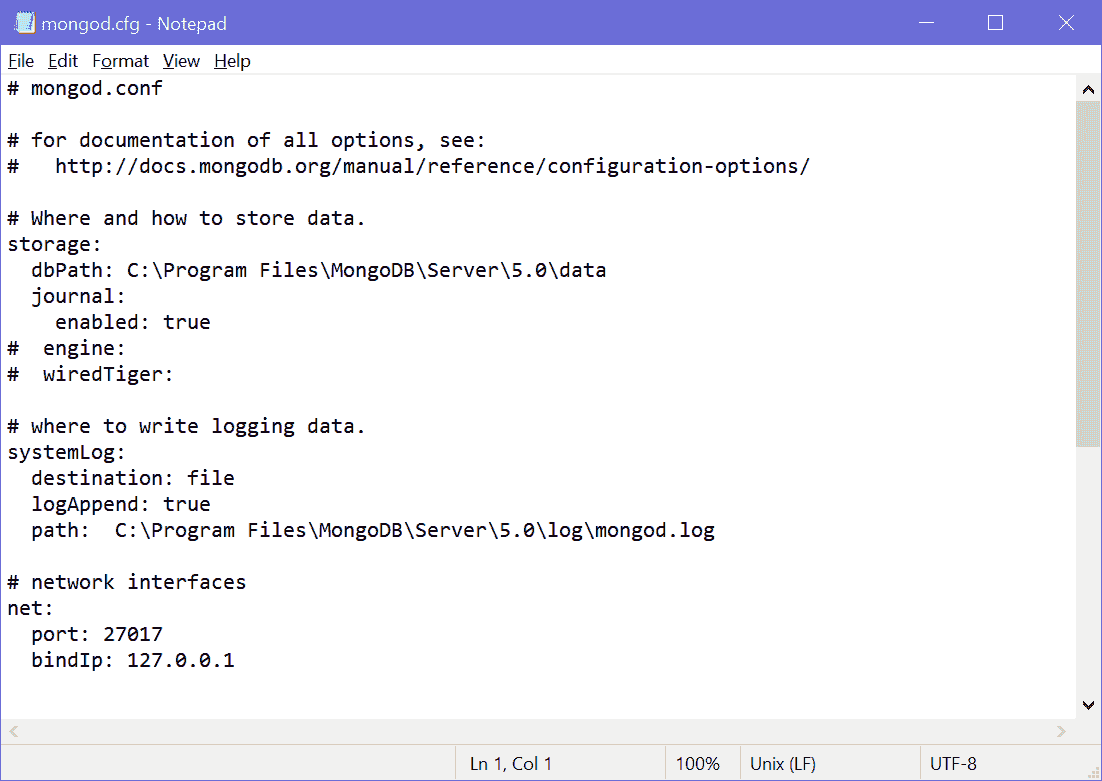 mongod.cfg - Notepad
File Edit Format View Help
# mongod.conf

# for documentation of all options, see:
#   http://docs.mongodb.org/manual/reference/configuration-options/

# Where and how to store data.
storage:
  dbPath: C:\Program Files\MongoDB\Server\5.0\data
  journal:
    enabled: true
#  engine:
#  wiredTiger:

# where to write logging data.
systemLog:
  destination: file
  logAppend: true
  path:  C:\Program Files\MongoDB\Server\5.0\log\mongod.log

# network interfaces
net:
  port: 27017
  bindIp: 127.0.0.1

Ln 1, Col 1 100% Unix (LF) UTF-8